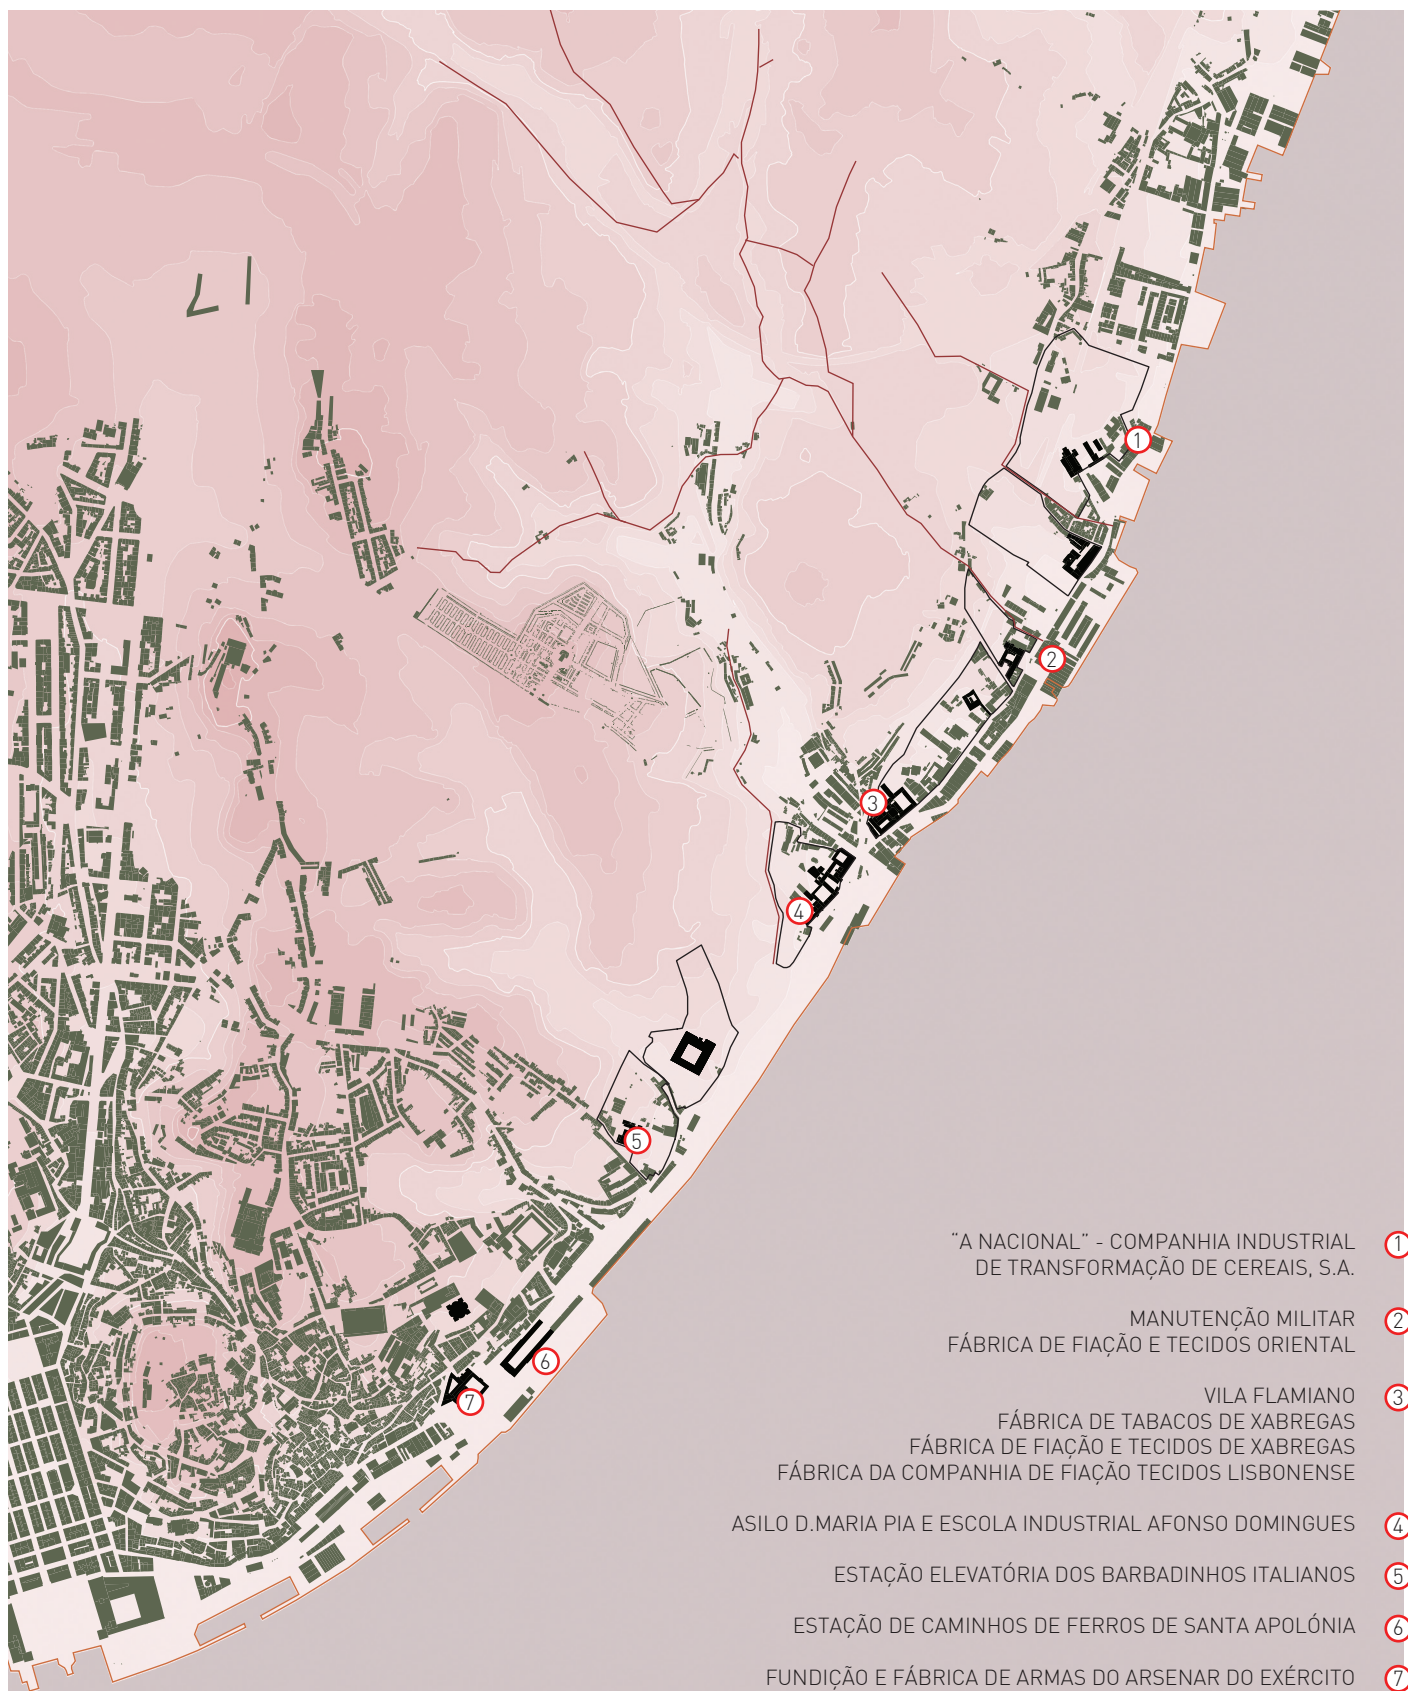 1
2
3
4
5
6
7
"A NACIONAL" - COMPANHIA INDUSTRIAL 1
DE TRANSFORMAÇÃO DE CEREAIS, S.A.
MANUTENÇÃO MILITAR 2
FÁBRICA DE FIAÇÃO E TECIDOS ORIENTAL
VILA FLAMIANO 3
FÁBRICA DE TABACOS DE XABREGAS
FÁBRICA DE FIAÇÃO E TECIDOS DE XABREGAS
FÁBRICA DA COMPANHIA DE FIAÇÃO TECIDOS LISBONENSE
ASILO D.MARIA PIA E ESCOLA INDUSTRIAL AFONSO DOMINGUES 4
ESTAÇÃO ELEVATÓRIA DOS BARBADINHOS ITALIANOS 5
ESTAÇÃO DE CAMINHOS DE FERROS DE SANTA APOLÓNIA 6
FUNDIÇÃO E FÁBRICA DE ARMAS DO ARSENAR DO EXÉRCITO 7